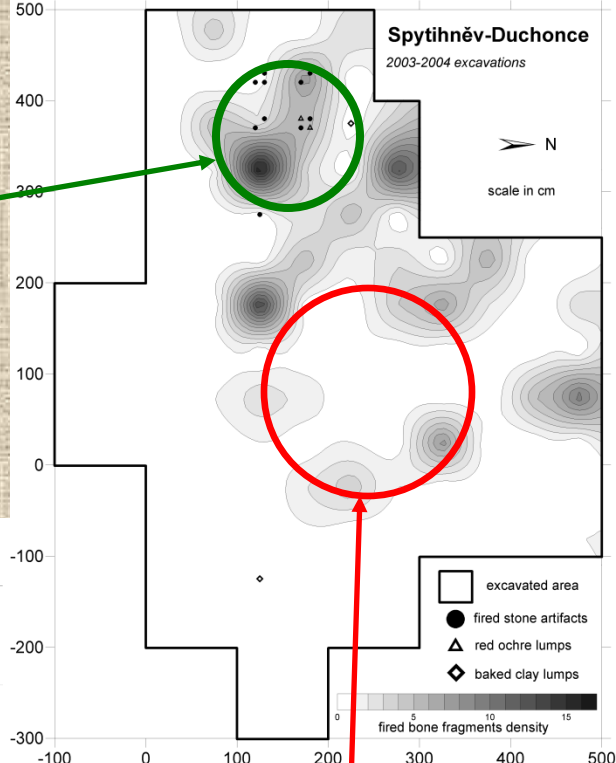 Spytihněv-Duchonce
2003-2004 excavations
N
scale in cm
500
400
300
200
100
0
-100
-200
-300
excavated area
fired stone artifacts
red ochre lumps
baked clay lumps
0 5 10 15
fired bone fragments density
-100 0 100 200 300 400 500